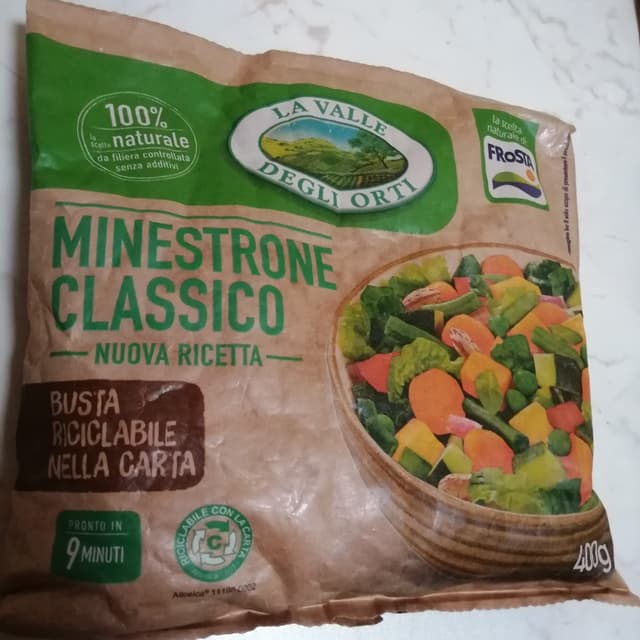 100%
la scelta naturale
da filiera controllata
senza additivi
LA VALLE
DEGLI ORTI
la scelta
naturale di
FRoSTA
MINESTRONE
CLASSICO
NUOVA RICETTA
BUSTA
RICICLABILE
NELLA CARTA
PRONTO IN
9 MINUTI
RICICLABILE CON LA CARTA
C
400g